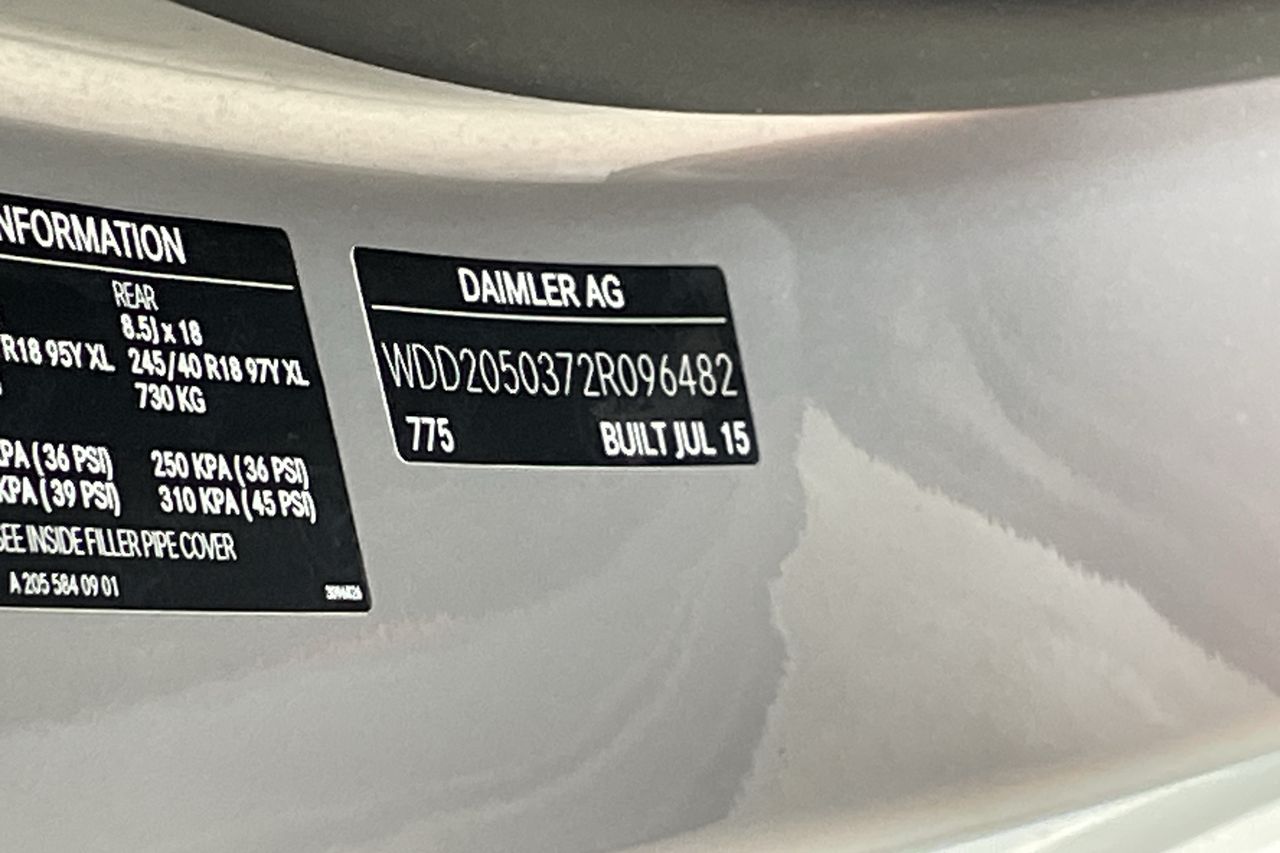 NFORMATION
REAR
8.5J x 18
R18 95Y XL 245/40 R18 97Y XL
730 KG
KPA (36 PSI) 250 KPA (36 PSI)
KPA (39 PSI) 310 KPA (45 PSI)
SEE INSIDE FILLER PIPE COVER
A 205 584 09 01
DAIMLER AG
WDD2050372R096482
775 BUILT JUL 15